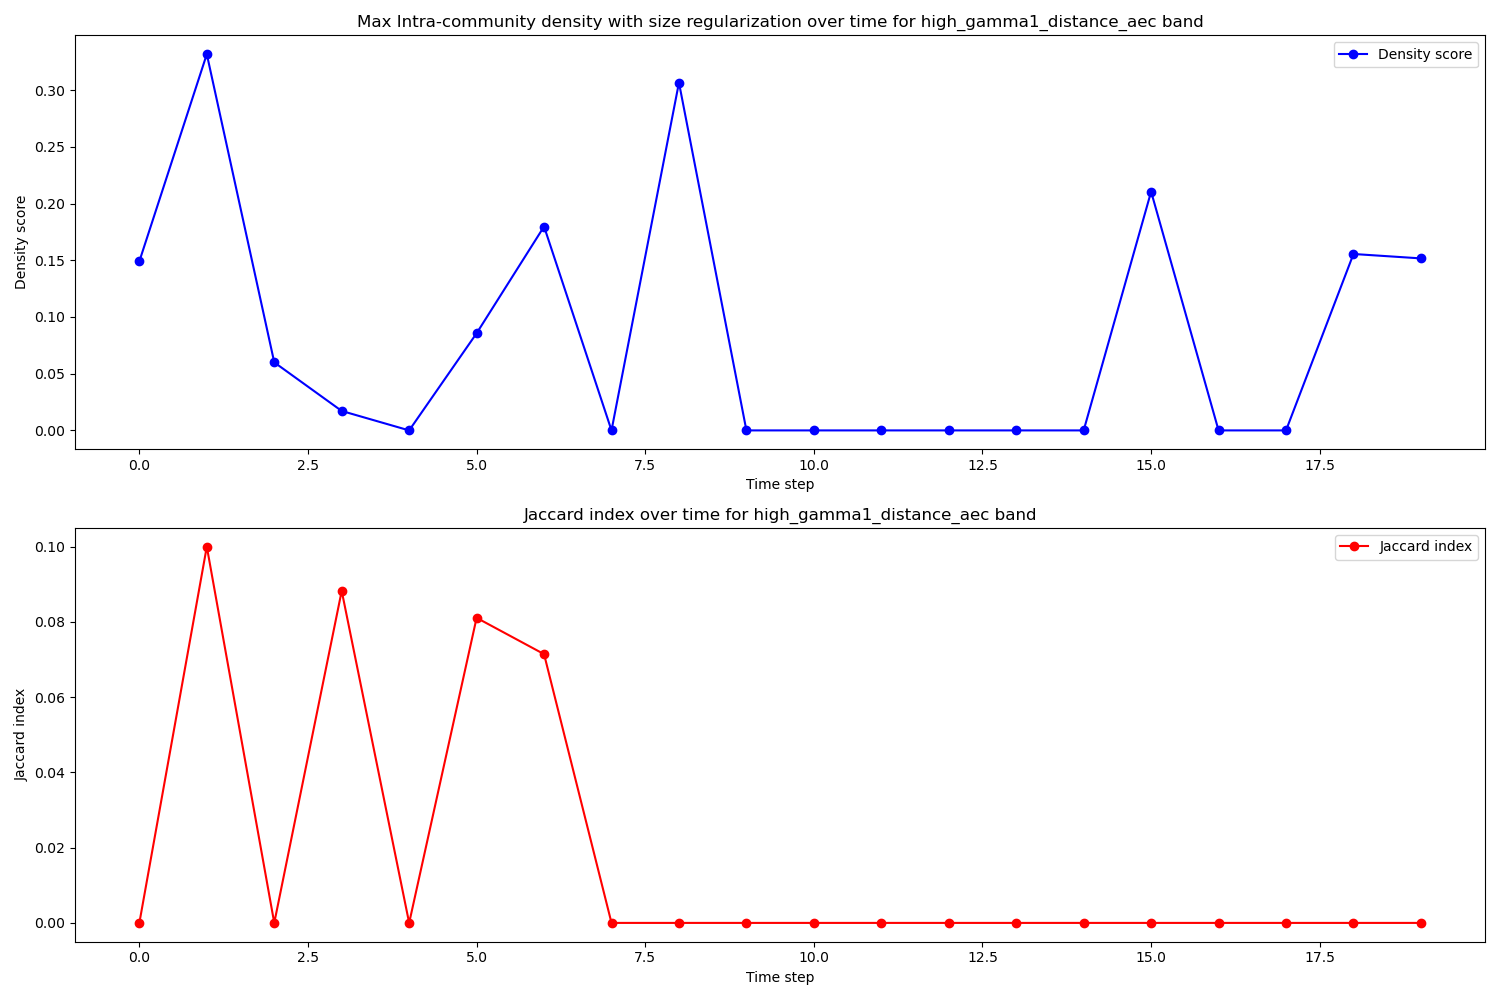 Max Intra-community density with size regularization over time for high_gamma1_distance_aec band
Density score
0.30
0.25
0.20
0.15
0.10
0.05
0.00
Density score
0.0 2.5 5.0 7.5 10.0 12.5 15.0 17.5
Time step
Jaccard index over time for high_gamma1_distance_aec band
Jaccard index
0.10
0.08
0.06
0.04
0.02
0.00
Jaccard index
0.0 2.5 5.0 7.5 10.0 12.5 15.0 17.5
Time step